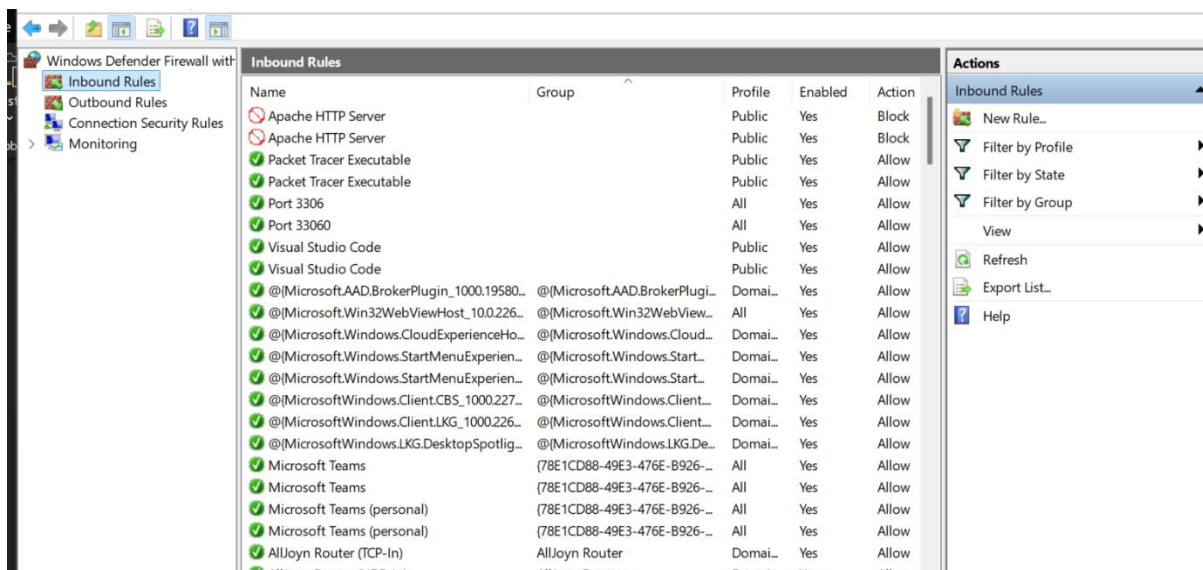 Windows Defender Firewall with
Inbound Rules
Outbound Rules
Connection Security Rules
Monitoring
Inbound Rules
Name Group Profile Enabled Action
Apache HTTP Server Public Yes Block
Apache HTTP Server Public Yes Block
Packet Tracer Executable Public Yes Allow
Packet Tracer Executable Public Yes Allow
Port 3306 All Yes Allow
Port 33060 All Yes Allow
Visual Studio Code Public Yes Allow
Visual Studio Code Public Yes Allow
@{Microsoft.AAD.BrokerPlugin_1000.19580... @{Microsoft.AAD.BrokerPlugi... Domai... Yes Allow
@{Microsoft.Win32WebViewHost_10.0.226... @{Microsoft.Win32WebView... All Yes Allow
@{Microsoft.Windows.CloudExperienceHo... @{Microsoft.Windows.Cloud... Domai... Yes Allow
@{Microsoft.Windows.StartMenuExperien... @{Microsoft.Windows.Start... Domai... Yes Allow
@{Microsoft.Windows.StartMenuExperien... @{Microsoft.Windows.Start... Domai... Yes Allow
@{MicrosoftWindows.Client.CBS_1000.227... @{MicrosoftWindows.Client.... Domai... Yes Allow
@{MicrosoftWindows.Client.LKG_1000.226... @{MicrosoftWindows.Client.... Domai... Yes Allow
@{MicrosoftWindows.LKG.DesktopSpotlig... @{MicrosoftWindows.LKG.De... Domai... Yes Allow
Microsoft Teams {78E1CD88-49E3-476E-B926-... All Yes Allow
Microsoft Teams {78E1CD88-49E3-476E-B926-... All Yes Allow
Microsoft Teams (personal) {78E1CD88-49E3-476E-B926-... All Yes Allow
Microsoft Teams (personal) {78E1CD88-49E3-476E-B926-... All Yes Allow
AllJoyn Router (TCP-In) AllJoyn Router Domai... Yes Allow
Actions
Inbound Rules
New Rule...
Filter by Profile
Filter by State
Filter by Group
View
Refresh
Export List...
Help